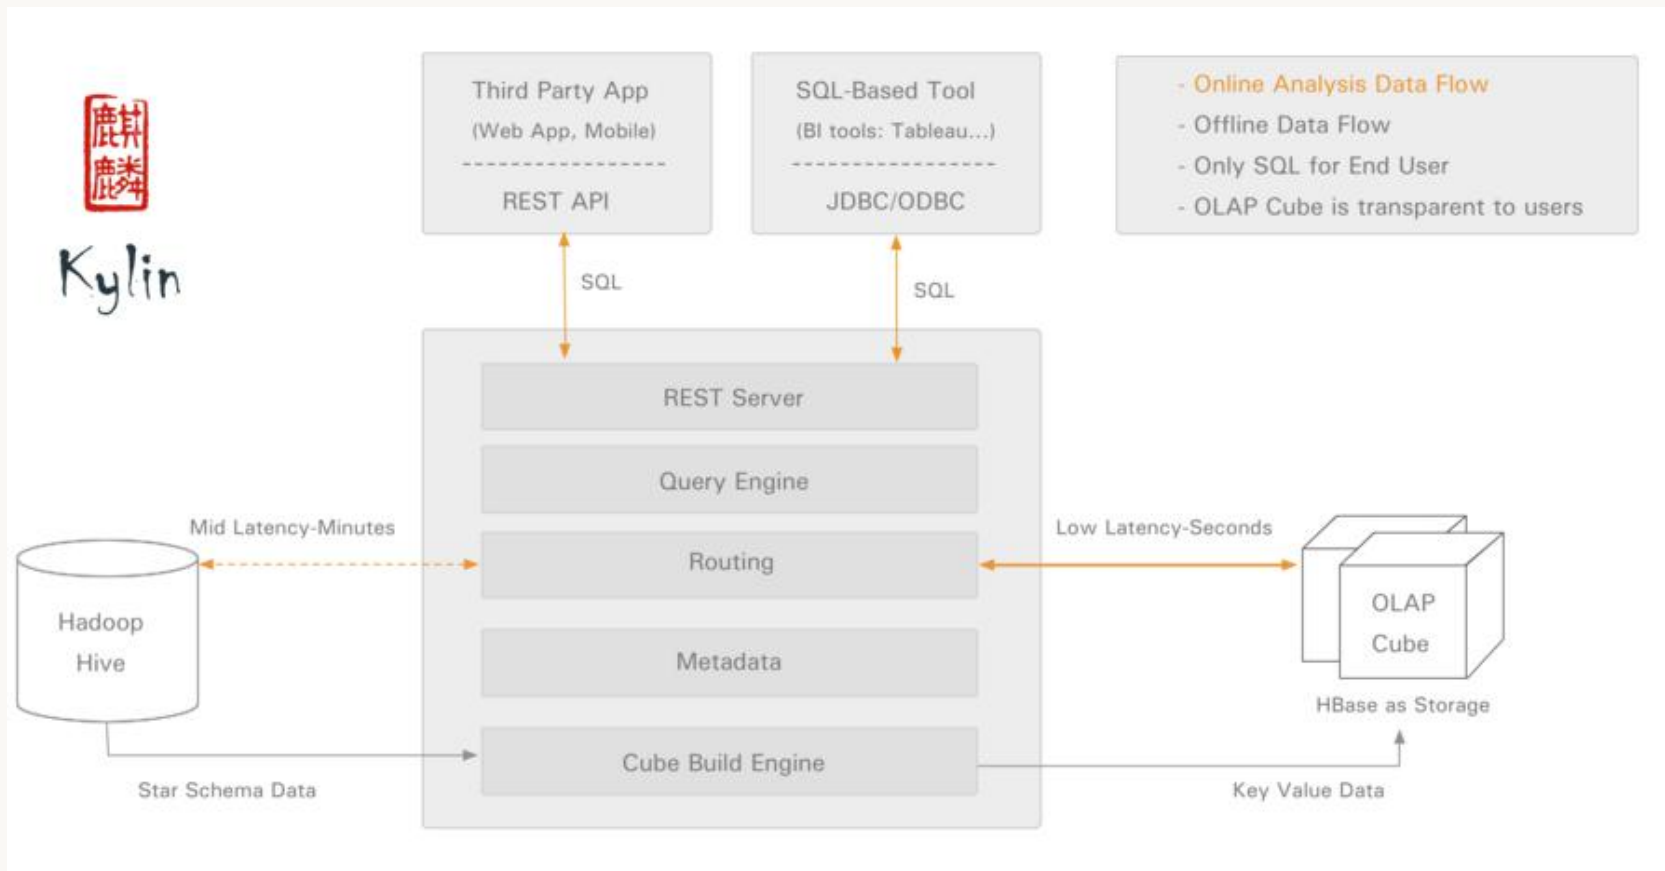 麒
麟
Kylin
Third Party App
(Web App, Mobile)
REST API
SQL-Based Tool
(BI tools: Tableau...)
JDBC/ODBC
- Online Analysis Data Flow
- Offline Data Flow
- Only SQL for End User
- OLAP Cube is transparent to users
SQL
SQL
REST Server
Query Engine
Mid Latency-Minutes
Routing
Low Latency-Seconds
Hadoop
Hive
OLAP
Cube
Metadada
HBase as Storage
Cube Build Engine
Star Schema Data
Key Value Data